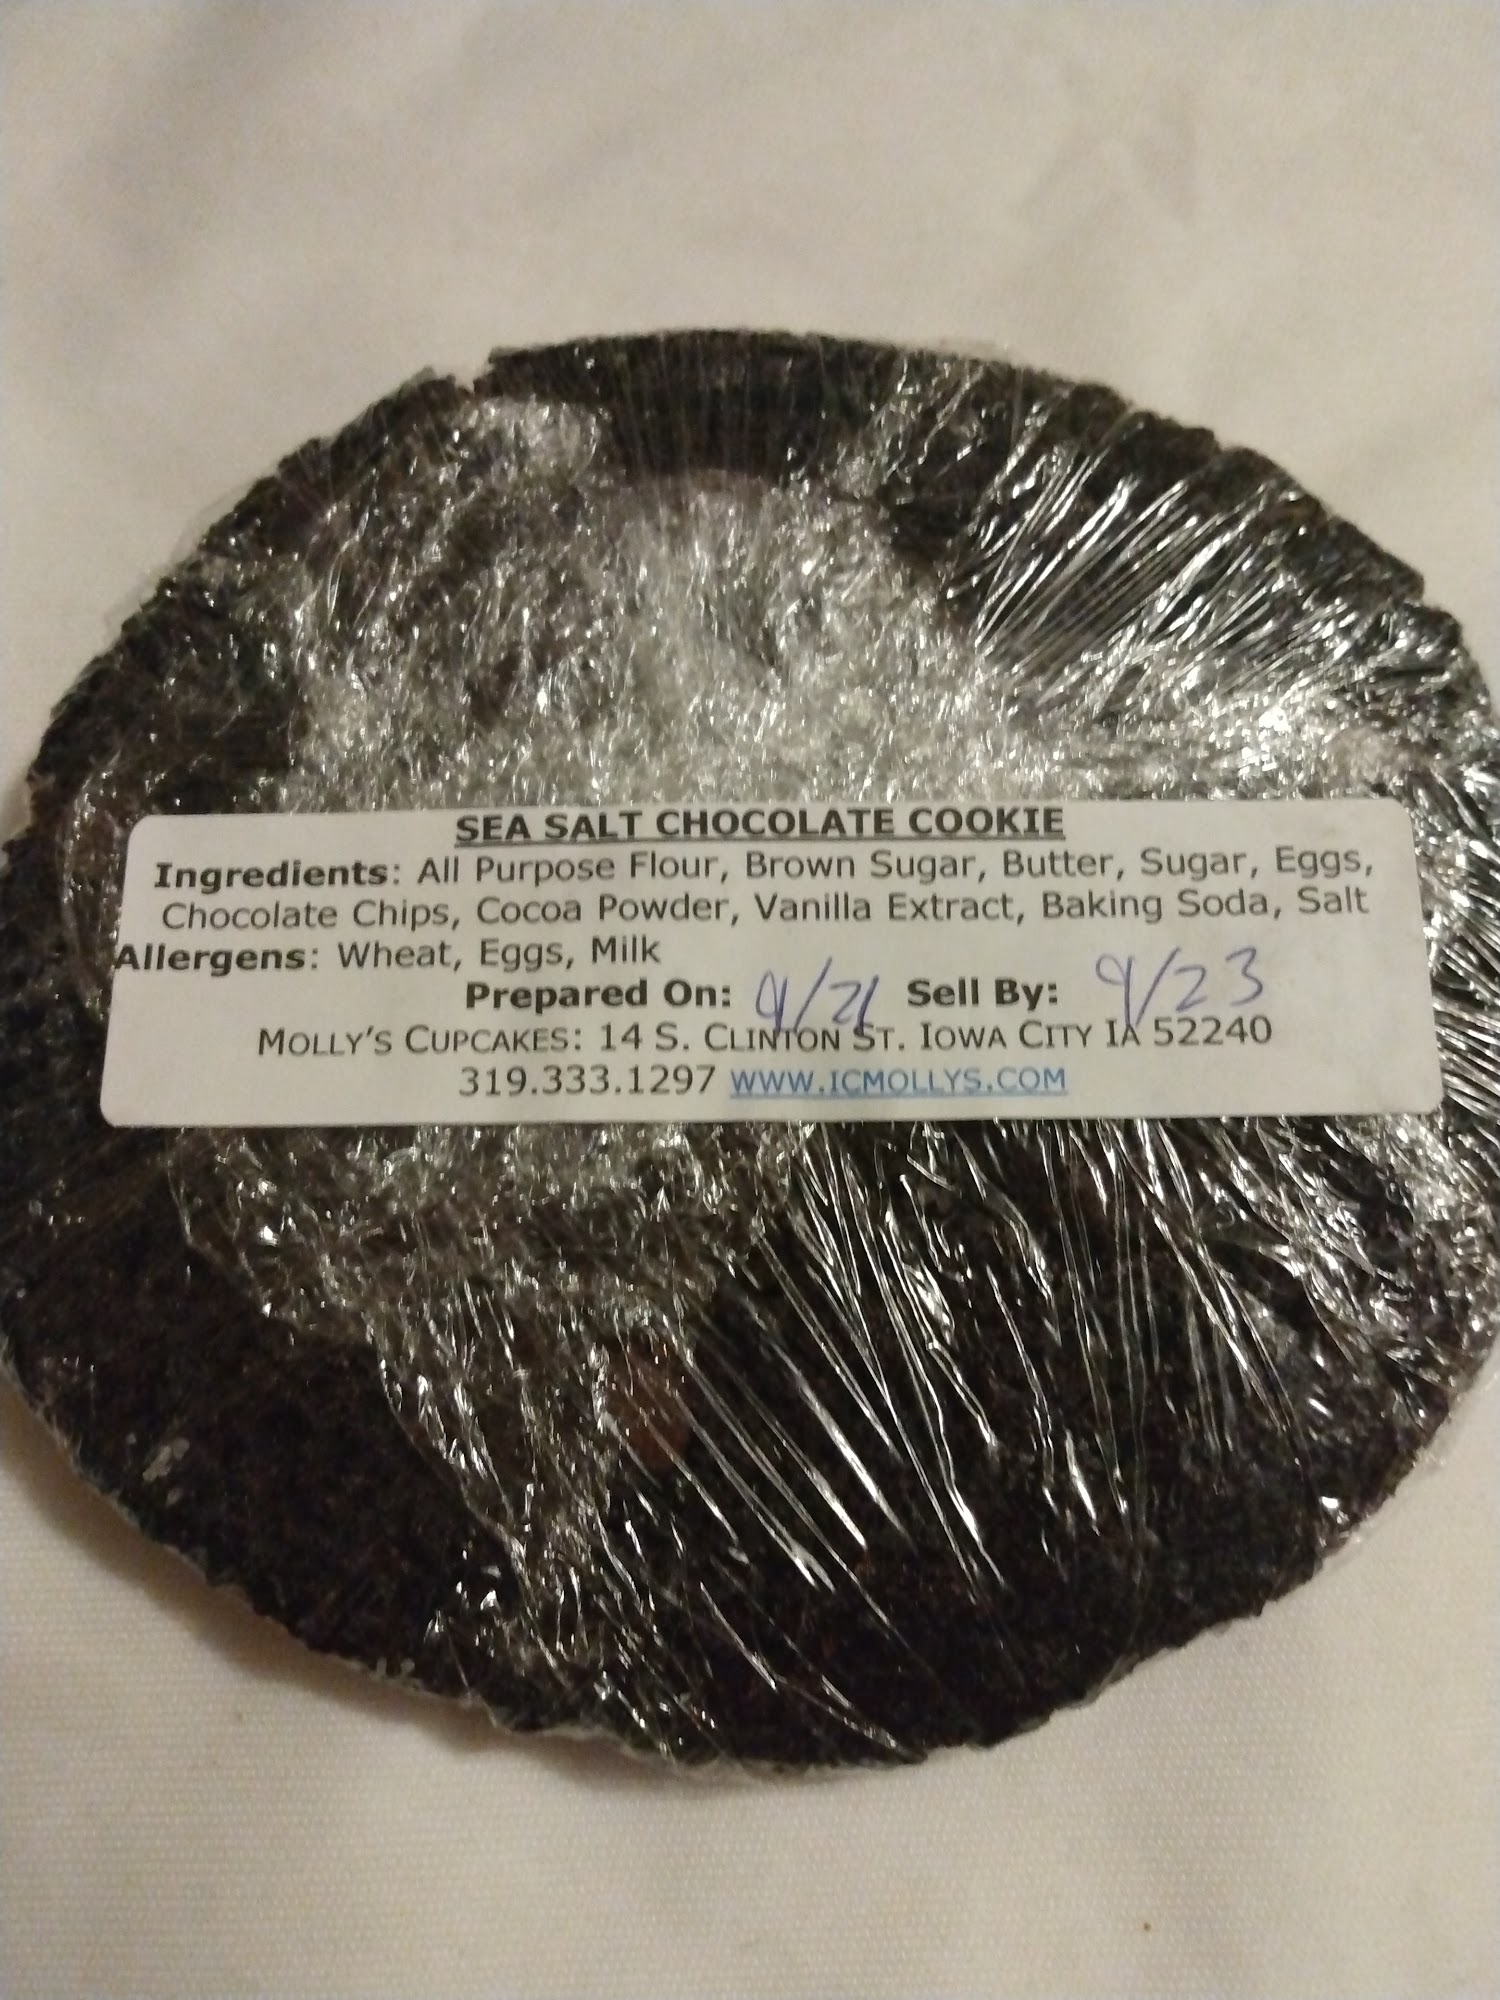 SEA SALT CHOCOLATE COOKIE
Ingredients: All Purpose Flour, Brown Sugar, Butter, Sugar, Eggs,
Chocolate Chips, Cocoa Powder, Vanilla Extract, Baking Soda, Salt
Allergens: Wheat, Eggs, Milk
Prepared On: 9/21 Sell By: 9/23
MOLLY'S CUPCAKES: 14 S. CLINTON ST. IOWA CITY IA 52240
319.333.1297 WWW.ICMOLLYS.COM